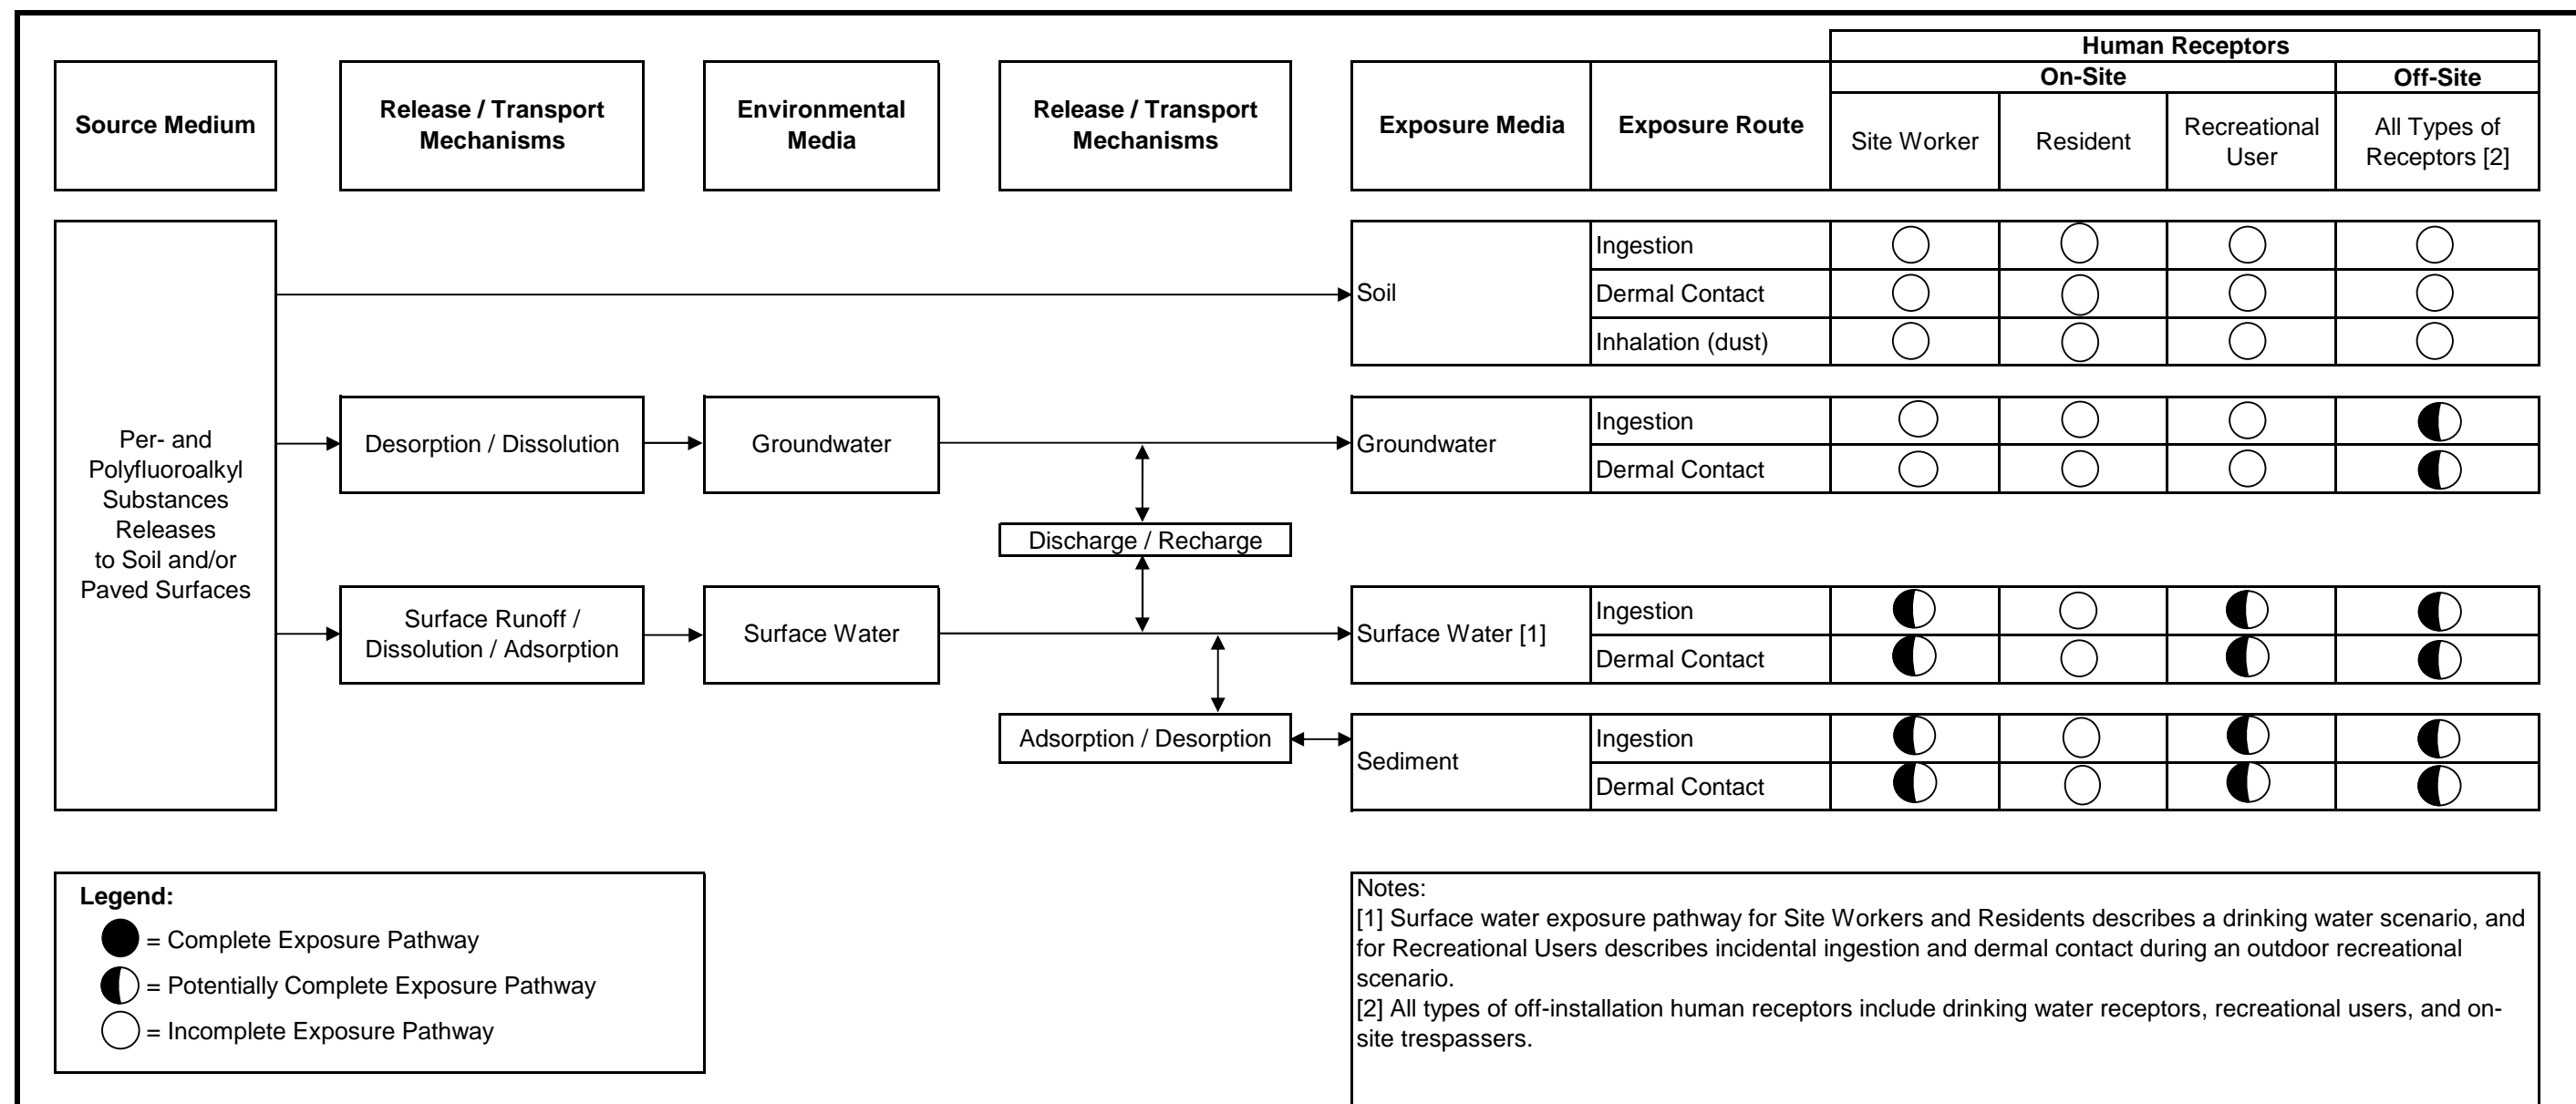 Human Receptors
On-Site
Off-Site
Source Medium
Release / Transport
Mechanisms
Environmental
Media
Release / Transport
Mechanisms
Exposure Media
Exposure Route
Site Worker
Resident
Recreational
User
All Types of
Receptors [2]
Per- and
Polyfluoroalkyl
Substances
Releases
to Soil and/or
Paved Surfaces
Soil
Ingestion
Dermal Contact
Inhalation (dust)
Desorption / Dissolution
Groundwater
Groundwater
Ingestion
Dermal Contact
Discharge / Recharge
Surface Runoff /
Dissolution / Adsorption
Surface Water
Surface Water [1]
Ingestion
Dermal Contact
Adsorption / Desorption
Sediment
Ingestion
Dermal Contact
Legend:
= Complete Exposure Pathway
= Potentially Complete Exposure Pathway
= Incomplete Exposure Pathway
Notes:
[1] Surface water exposure pathway for Site Workers and Residents describes a drinking water scenario, and
for Recreational Users describes incidental ingestion and dermal contact during an outdoor recreational
scenario.
[2] All types of off-installation human receptors include drinking water receptors, recreational users, and on-
site trespassers.